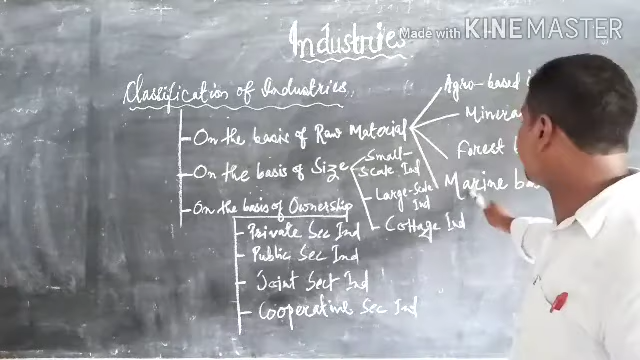 Made with KINEMASTER
Industries
Classification of Industries
On the basis of Raw Material
Agro-based
Minera
Forest
Marine ba
On the basis of Size
Small-
Scale Ind
Large-Scale
Ind
Cottage Ind
On the basis of Ownership
Private Sec Ind
Public Sec Ind
Joint Sect Ind
Cooperative Sec Ind